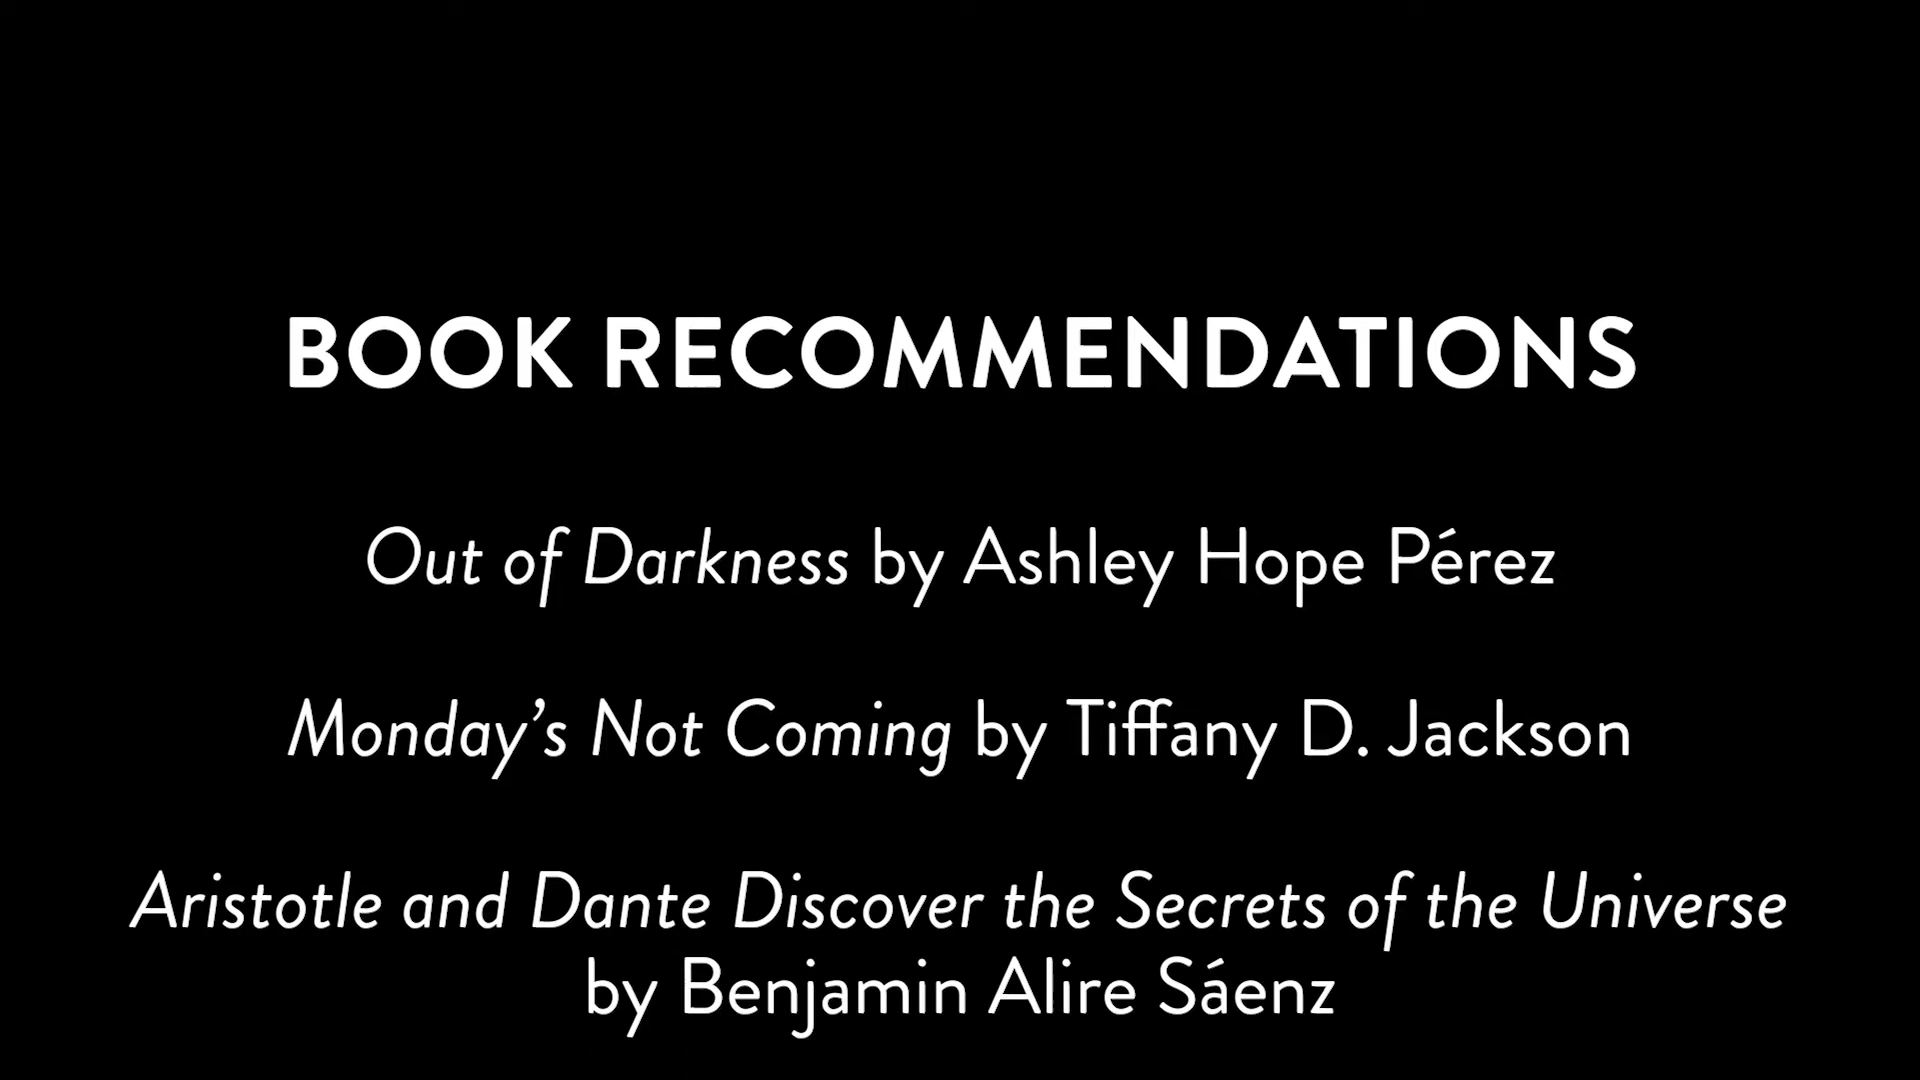 BOOK RECOMMENDATIONS
Out of Darkness by Ashley Hope Pérez
Monday’s Not Coming by Tiffany D. Jackson
Aristotle and Dante Discover the Secrets of the Universe
by Benjamin Alire Sáenz